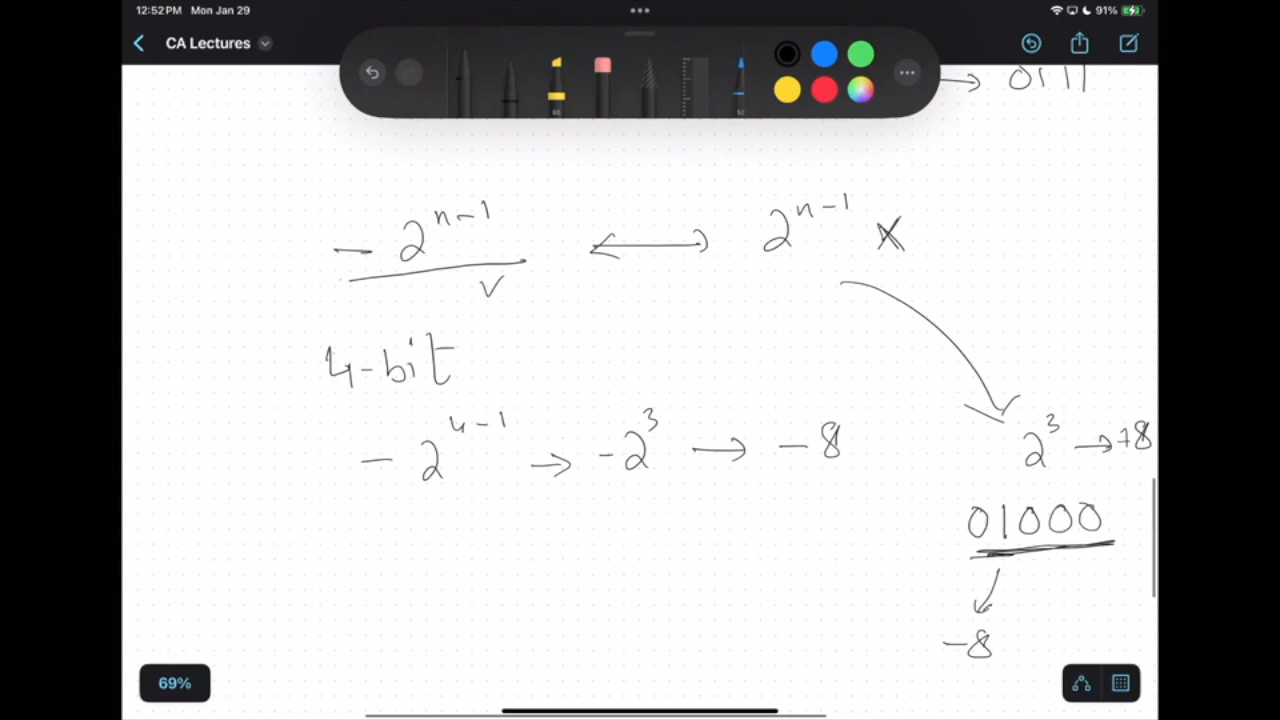 12:52 PM Mon Jan 29
91%
CA Lectures
→ 0111
- 2^{n-1} ↔ 2^{n-1} x
✓
4-bit
- 2^{4-1} → -2^3 → -8
2^3 → +8
01000
-8
69%